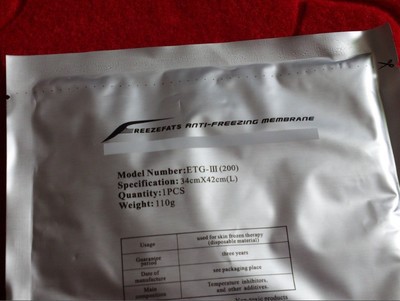 FREEZEFATS ANTI-FREEZING MEMBRANE
Model Number:ETG-III (200)
Specification: 34cmX42cm(L)
Quantity:1PCS
Weight: 110g
Usage
used for skin frozen therapy
(disposable material)
Guarantee
period
three years
Date of
manufacture
see packaging place
Main
Temperature inhibitors,
and other additives.